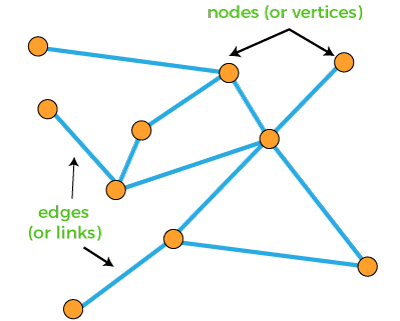 nodes (or vertices)
edges
(or links)